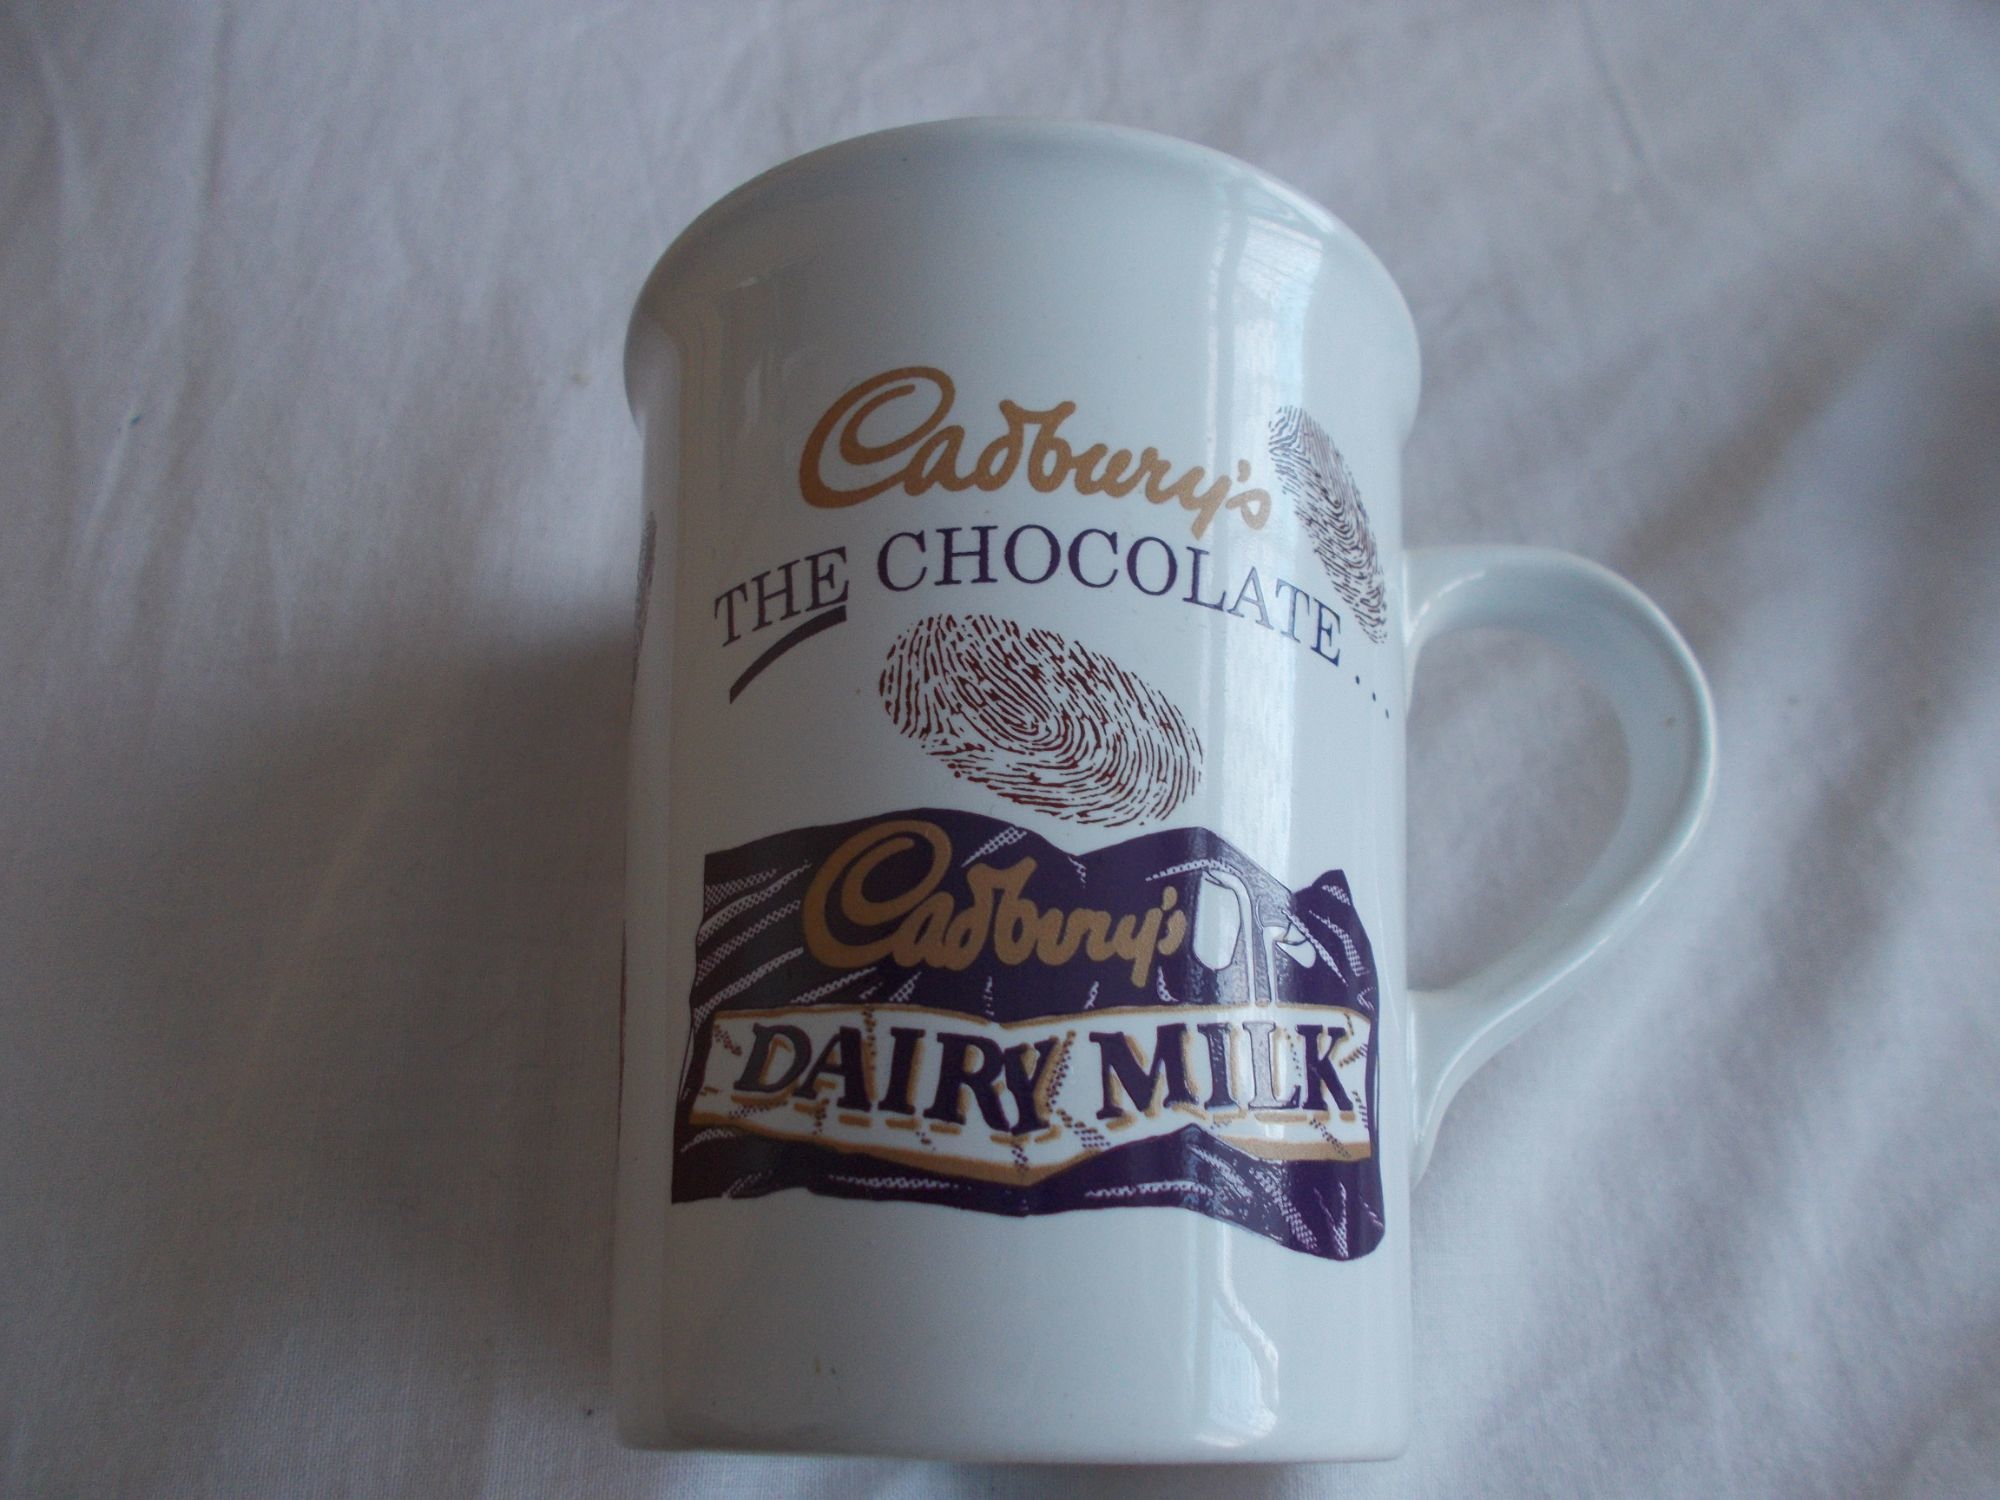 Cadbury's
THE CHOCOLATE...
Cadbury's
DAIRY MILK